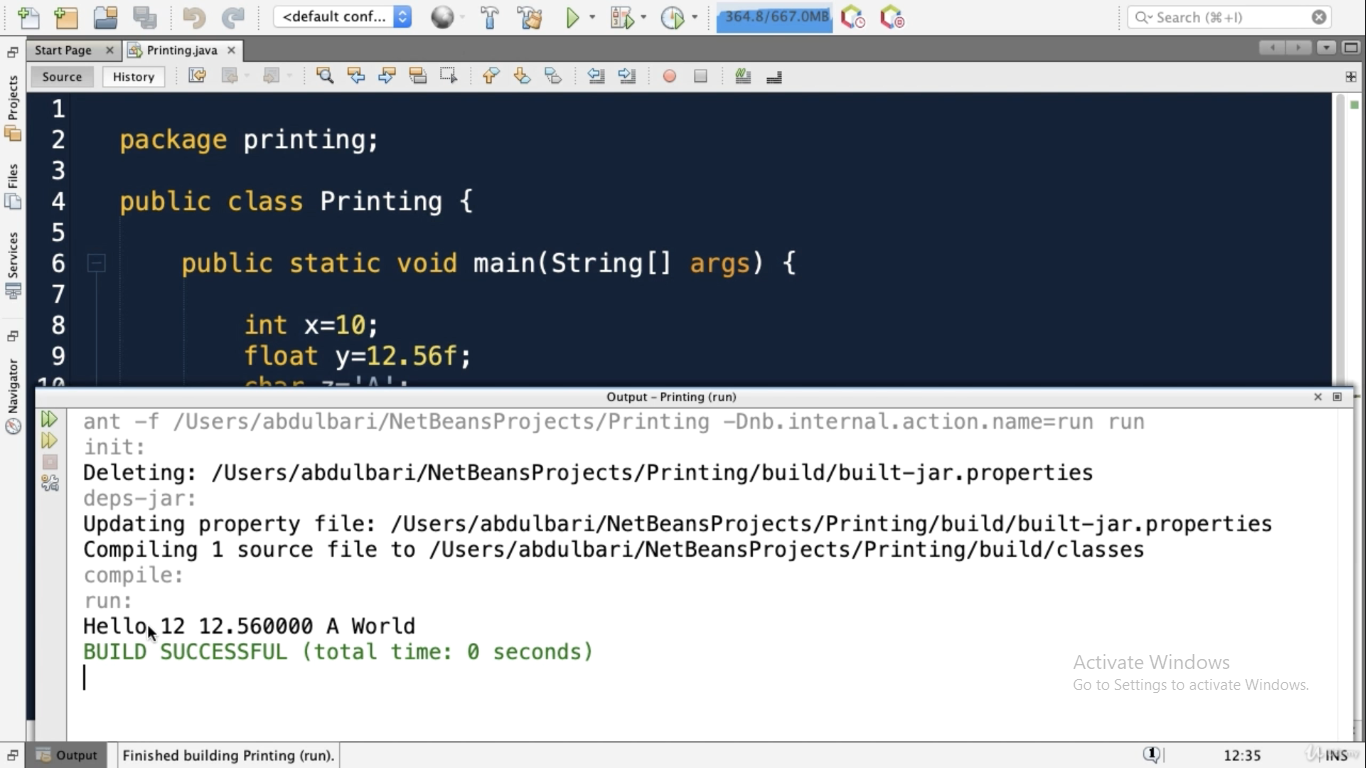 <default conf...
364.8/667.0MB
Search (⌘+I)
Start Page
Printing.java
Source
History
Projects
Files
Services
Navigator
1
2 package printing;
3
4 public class Printing {
5
6 public static void main(String[] args) {
7
8 int x=10;
9 float y=12.56f;
10 char z='A';
Output – Printing (run)
ant -f /Users/abdulbari/NetBeansProjects/Printing -Dnb.internal.action.name=run run
init:
Deleting: /Users/abdulbari/NetBeansProjects/Printing/build/built-jar.properties
deps-jar:
Updating property file: /Users/abdulbari/NetBeansProjects/Printing/build/built-jar.properties
Compiling 1 source file to /Users/abdulbari/NetBeansProjects/Printing/build/classes
compile:
run:
Hello 12 12.560000 A World
BUILD SUCCESSFUL (total time: 0 seconds)
Activate Windows
Go to Settings to activate Windows.
Output
Finished building Printing (run).
1
12:35
INS